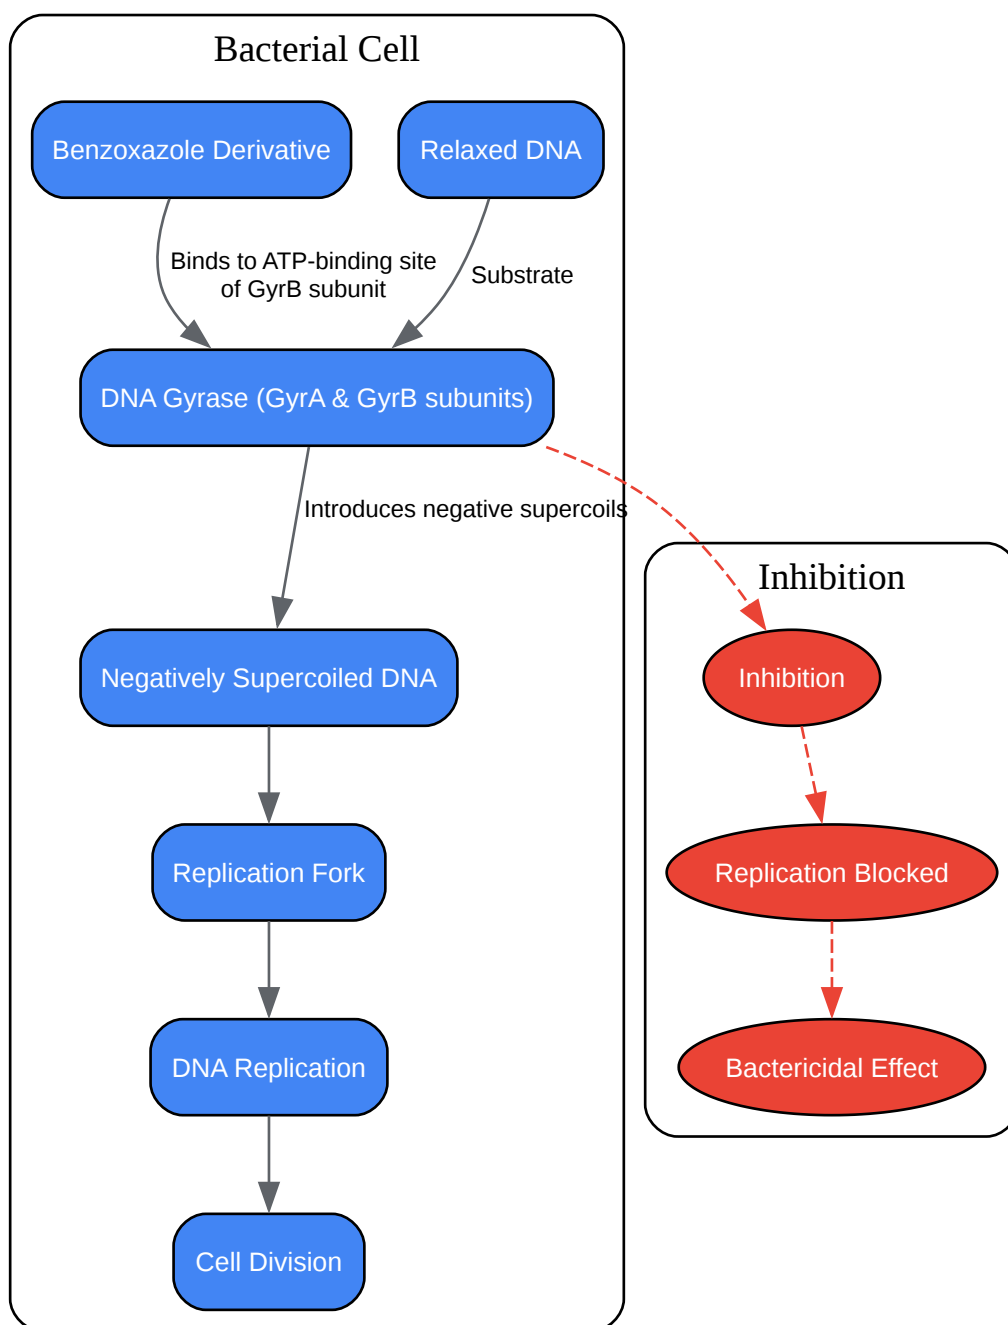 Bacterial Cell
Benzoxazole Derivative
Relaxed DNA
Binds to ATP-binding site
of GyrB subunit
Substrate
DNA Gyrase (GyrA & GyrB subunits)
Introduces negative supercoils
Negatively Supercoiled DNA
Replication Fork
DNA Replication
Cell Division
Inhibition
Inhibition
Replication Blocked
Bactericidal Effect